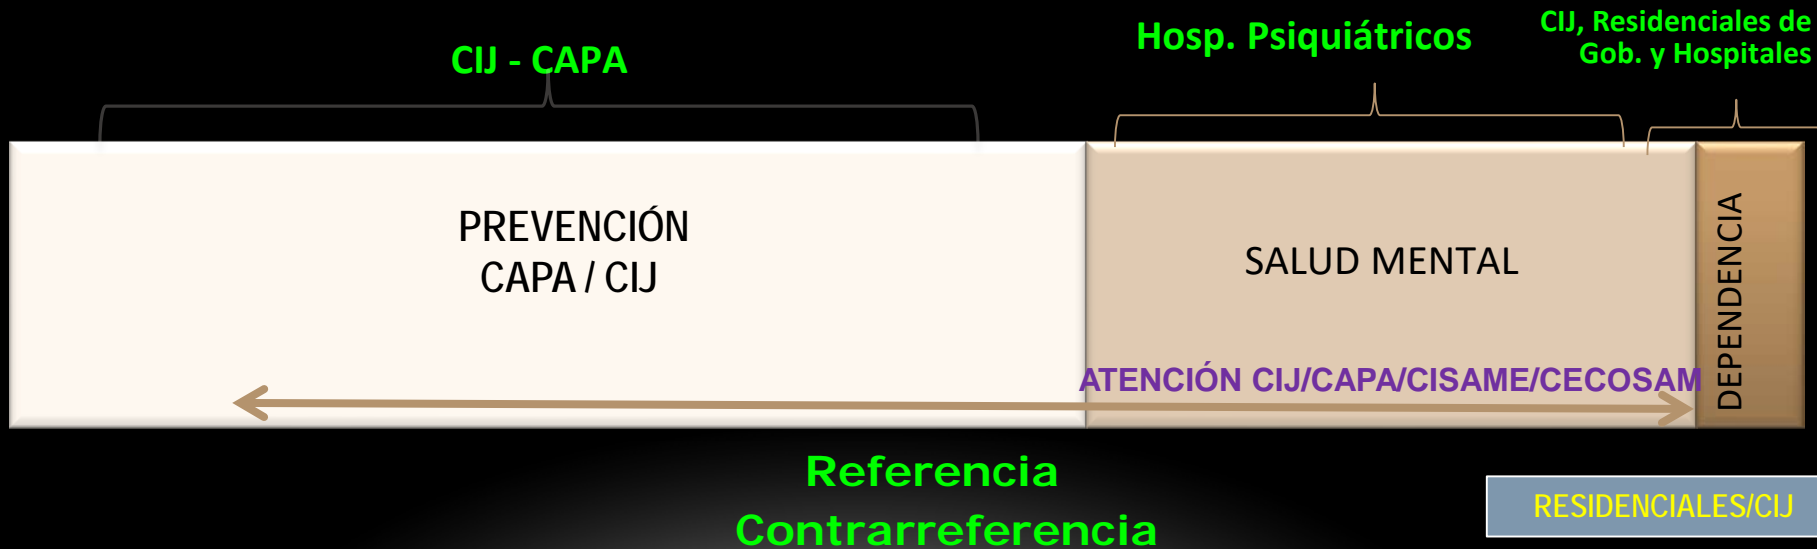 CIJ - CAPA
Hosp. Psiquiátricos
CIJ, Residenciales de
Gob. y Hospitales
PREVENCIÓN
CAPA / CIJ
SALUD MENTAL
DEPENDENCIA
ATENCIÓN CIJ/CAPA/CISAME/CECOSAM
Referencia
Contrarreferencia
RESIDENCIALES/CIJ